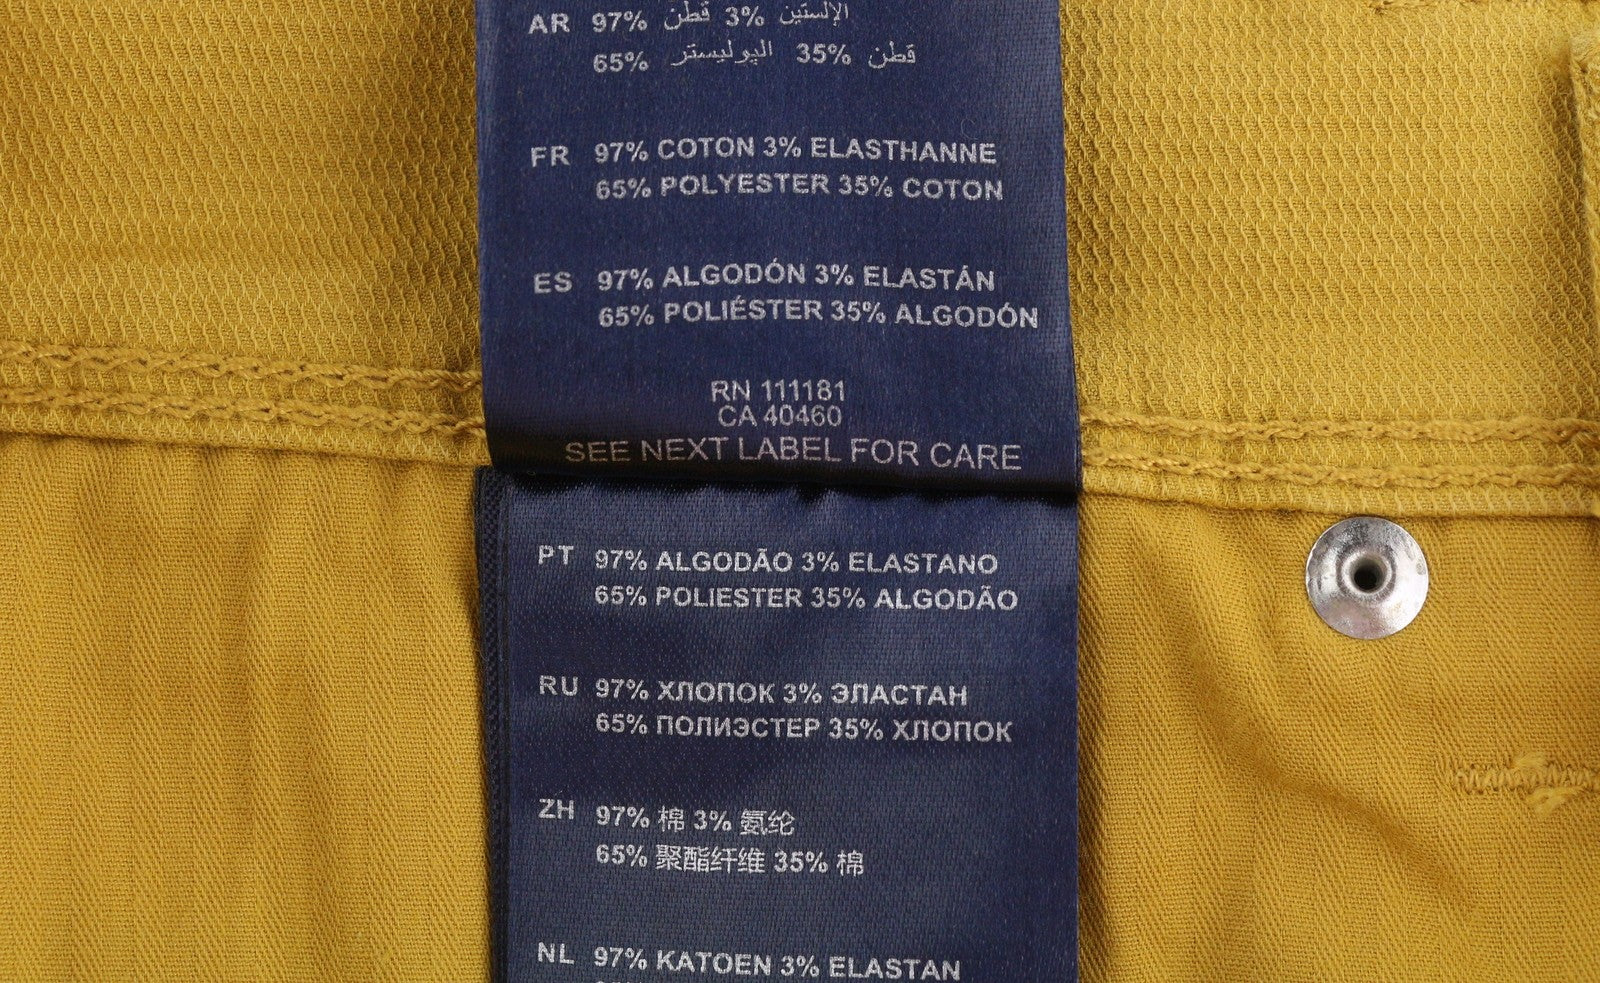 AR 97% قطن 3% الإلستين
65% اليوليستر 35% قطن
FR 97% COTON 3% ELASTHANNE
65% POLYESTER 35% COTON
ES 97% ALGODÓN 3% ELASTÁN
65% POLIÉSTER 35% ALGODÓN
RN 111181
CA 40460
SEE NEXT LABEL FOR CARE
PT 97% ALGODÃO 3% ELASTANO
65% POLIESTER 35% ALGODÃO
RU 97% ХЛОПОК 3% ЭЛАСТАН
65% ПОЛИЭСТЕР 35% ХЛОПОК
ZH 97% 棉 3% 氨纶
65% 聚酯纤维 35% 棉
NL 97% KATOEN 3% ELASTAN